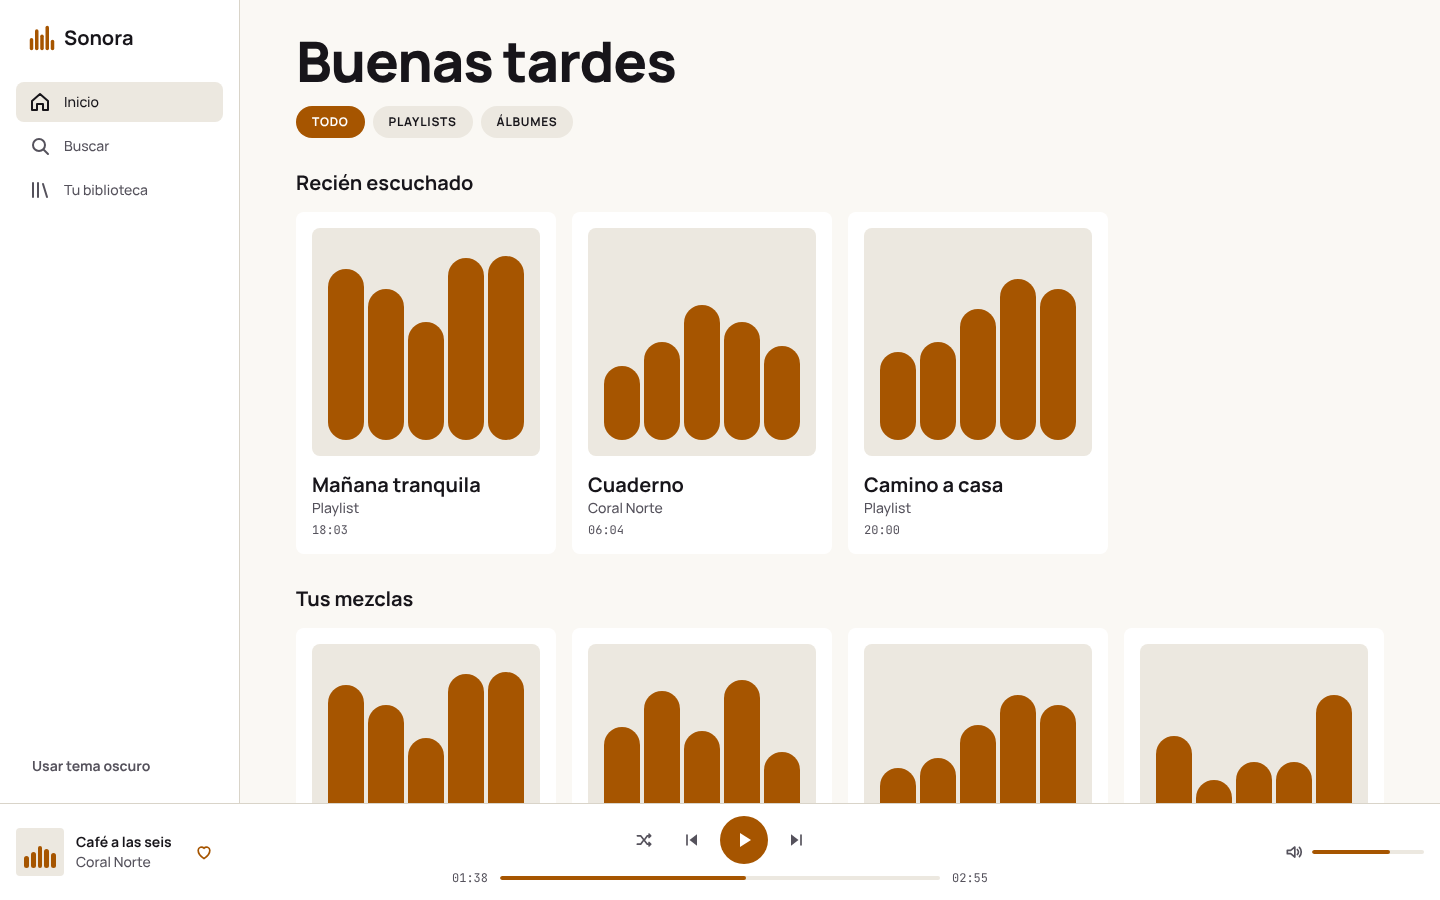 Sonora
Inicio
Buscar
Tu biblioteca
Usar tema oscuro
Buenas tardes
TODO
PLAYLISTS
ÁLBUMES
Recién escuchado
Mañana tranquila
Playlist
18:03
Cuaderno
Coral Norte
06:04
Camino a casa
Playlist
20:00
Tus mezclas
Café a las seis
Coral Norte
01:38
02:55